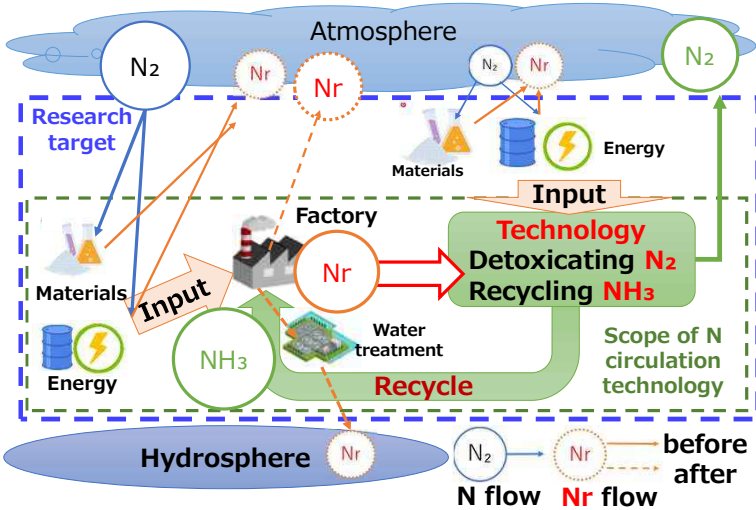 Atmosphere
N₂
Nr
Nr
N₂
Nr
N₂
Research
target
Materials
Energy
Input
Factory
Technology
Detoxicating N₂
Recycling NH₃
Materials
Input
Nr
Energy
NH₃
Water
treatment
Recycle
Scope of N
circulation
technology
Hydrosphere
Nr
N₂
Nr
before
after
N flow
Nr flow